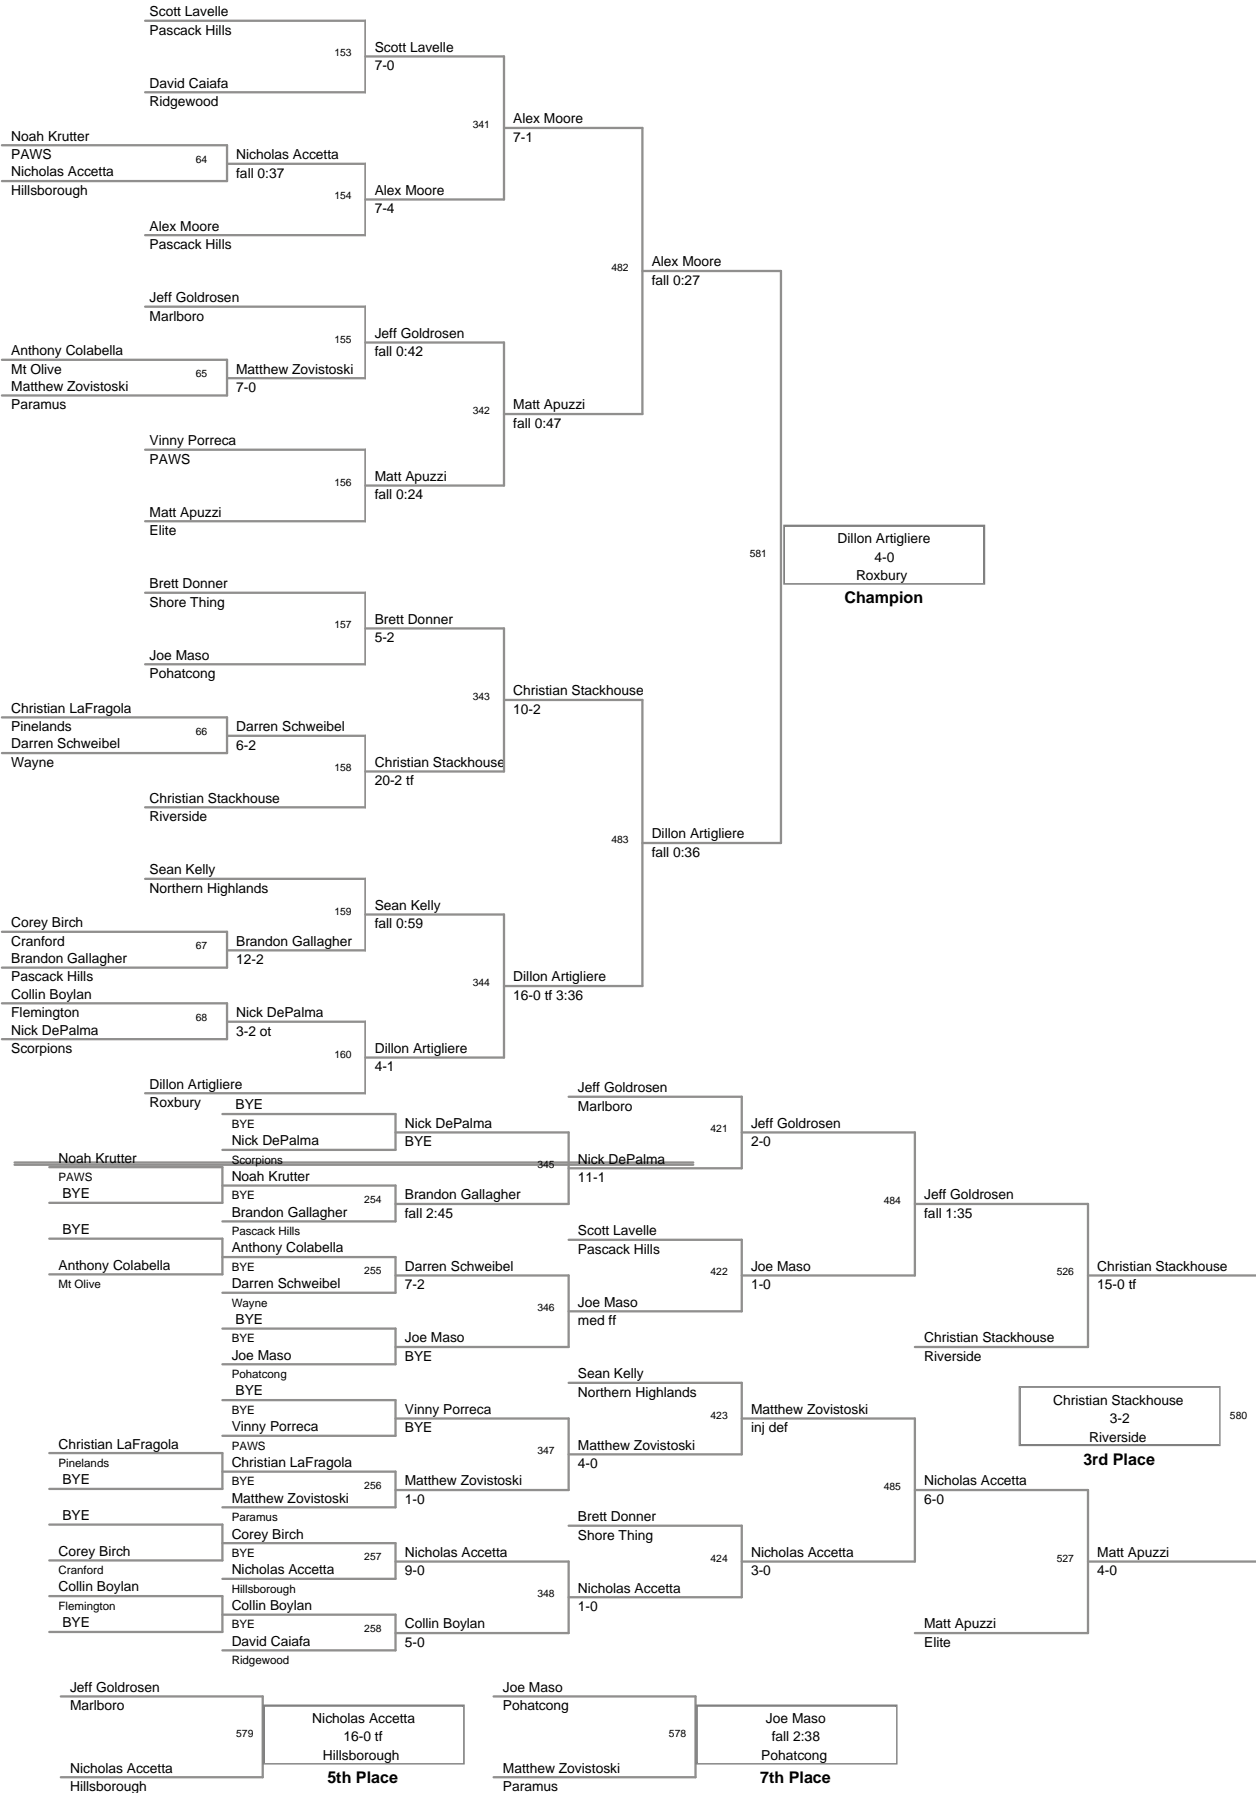 Scott Lavelle
Pascack Hills
153
Scott Lavelle
7-0
David Caiafa
Ridgewood
341
Alex Moore
7-1
Noah Krutter
PAWS
64
Nicholas Accetta
Hillsborough
Nicholas Accetta
fall 0:37
154
Alex Moore
7-4
Alex Moore
Pascack Hills
482
Alex Moore
fall 0:27
Jeff Goldrosen
Marlboro
155
Jeff Goldrosen
fall 0:42
Anthony Colabella
Mt Olive
65
Matthew Zovistoski
Paramus
Matthew Zovistoski
7-0
342
Matt Apuzzi
fall 0:47
Vinny Porreca
PAWS
156
Matt Apuzzi
fall 0:24
Matt Apuzzi
Elite
581
Dillon Artigliere
4-0
Roxbury
Champion
Brett Donner
Shore Thing
157
Brett Donner
5-2
Joe Maso
Pohatcong
343
Christian Stackhouse
10-2
Christian LaFragola
Pinelands
66
Darren Schweibel
Wayne
Darren Schweibel
6-2
158
Christian Stackhouse
20-2 tf
Christian Stackhouse
Riverside
483
Dillon Artigliere
fall 0:36
Sean Kelly
Northern Highlands
159
Sean Kelly
fall 0:59
Corey Birch
Cranford
67
Brandon Gallagher
Pascack Hills
Brandon Gallagher
12-2
344
Dillon Artigliere
16-0 tf 3:36
Collin Boylan
Flemington
68
Nick DePalma
Scorpions
Nick DePalma
3-2 ot
160
Dillon Artigliere
4-1
Dillon Artigliere
Roxbury
BYE
BYE
Nick DePalma
Scorpions
Nick DePalma
BYE
Jeff Goldrosen
Marlboro
421
Jeff Goldrosen
2-0
345
Nick DePalma
11-1
Noah Krutter
PAWS
BYE
Noah Krutter
BYE
254
Brandon Gallagher
Pascack Hills
Brandon Gallagher
fall 2:45
484
Jeff Goldrosen
fall 1:35
BYE
Anthony Colabella
Mt Olive
Anthony Colabella
BYE
255
Darren Schweibel
Wayne
Darren Schweibel
7-2
Scott Lavelle
Pascack Hills
422
Joe Maso
1-0
346
Joe Maso
med ff
BYE
BYE
Joe Maso
Pohatcong
Joe Maso
BYE
526
Christian Stackhouse
15-0 tf
Christian Stackhouse
Riverside
BYE
BYE
Vinny Porreca
PAWS
Vinny Porreca
BYE
Sean Kelly
Northern Highlands
423
Matthew Zovistoski
inj def
347
Matthew Zovistoski
4-0
Christian Stackhouse
3-2
Riverside
3rd Place
580
Christian LaFragola
Pinelands
BYE
Christian LaFragola
BYE
256
Matthew Zovistoski
Paramus
Matthew Zovistoski
1-0
485
Nicholas Accetta
6-0
BYE
Corey Birch
Cranford
Corey Birch
BYE
257
Nicholas Accetta
Hillsborough
Nicholas Accetta
9-0
Brett Donner
Shore Thing
424
Nicholas Accetta
3-0
348
Nicholas Accetta
1-0
527
Matt Apuzzi
4-0
Collin Boylan
Flemington
BYE
Collin Boylan
BYE
258
David Caiafa
Ridgewood
Collin Boylan
5-0
Matt Apuzzi
Elite
Jeff Goldrosen
Marlboro
579
Nicholas Accetta
16-0 tf
Hillsborough
5th Place
Nicholas Accetta
Hillsborough
Joe Maso
Pohatcong
578
Joe Maso
fall 2:38
Pohatcong
7th Place
Matthew Zovistoski
Paramus